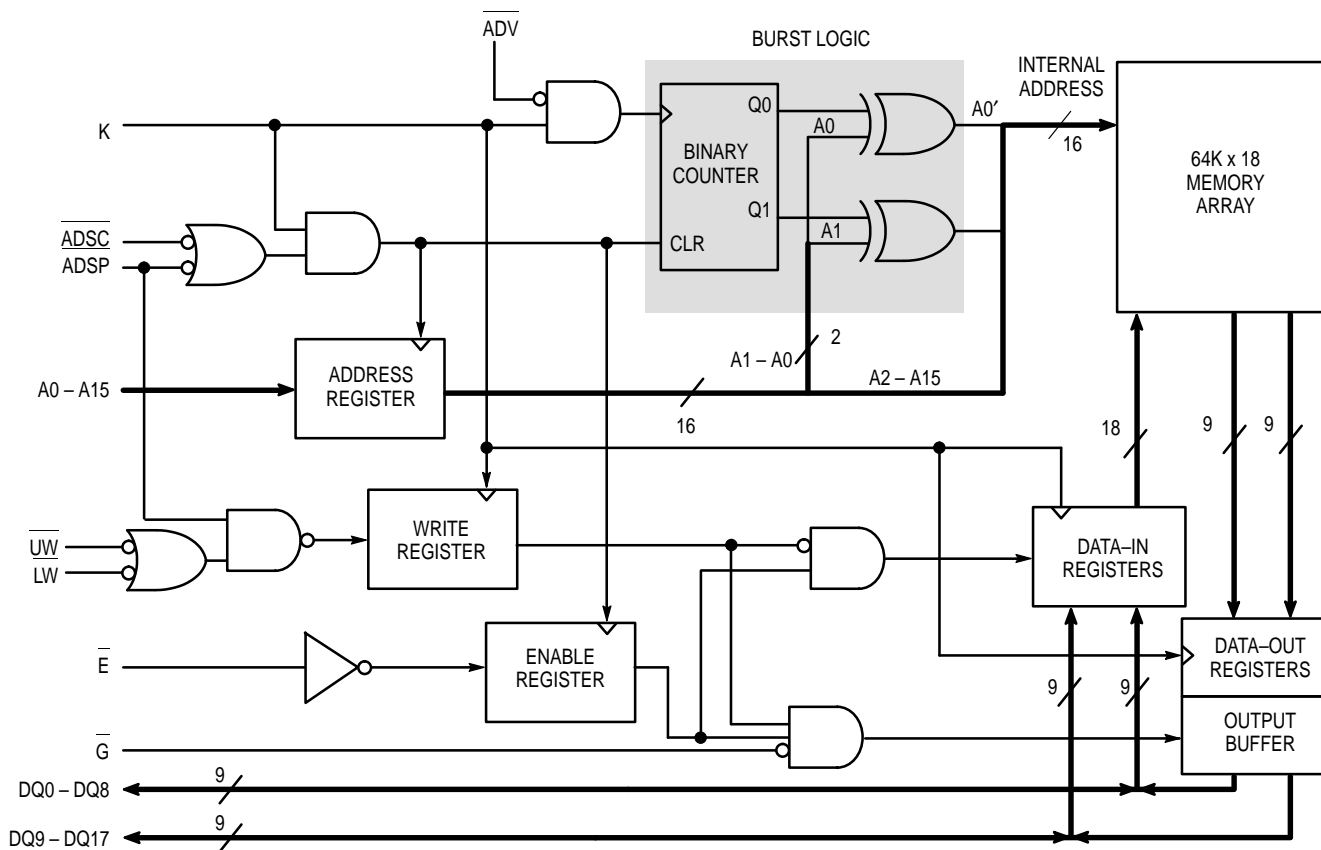 ADV
BURST LOGIC
INTERNAL
ADDRESS
K
Q0
A0
A0′
16
BINARY
COUNTER
64K x 18
MEMORY
ARRAY
ADSC
ADSP
Q1
A1
CLR
2
A1 – A0
A2 – A15
A0 – A15
ADDRESS
REGISTER
16
18
9
9
UW
LW
WRITE
REGISTER
DATA–IN
REGISTERS
E
ENABLE
REGISTER
DATA–OUT
REGISTERS
9
9
G
OUTPUT
BUFFER
DQ0 – DQ8
9
DQ9 – DQ17
9